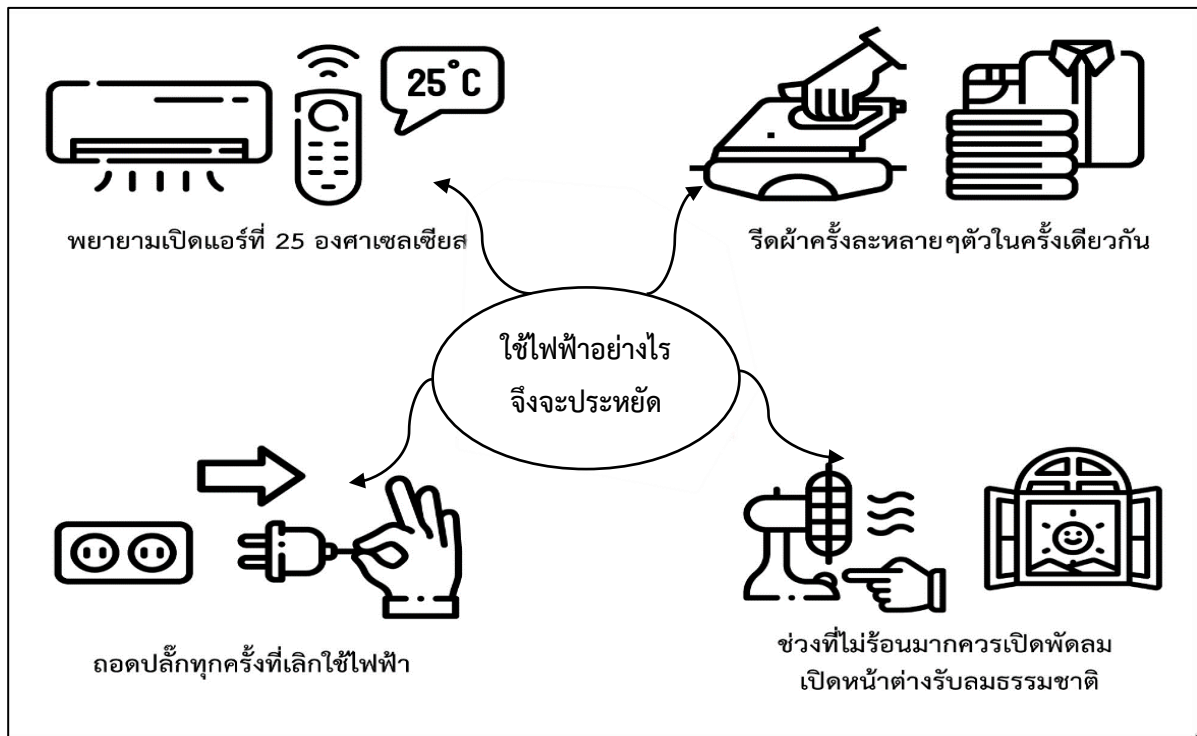 25°C
พยายามเปิดแอร์ที่ 25 องศาเซลเซียส
รีดผ้าครั้งละหลายๆตัวในครั้งเดียวกัน
ใช้ไฟฟ้าอย่างไร
จึงจะประหยัด
ถอดปลั๊กทุกครั้งที่เลิกใช้ไฟฟ้า
ช่วงที่ไม่ร้อนมากควรเปิดพัดลม
เปิดหน้าต่างรับลมธรรมชาติ